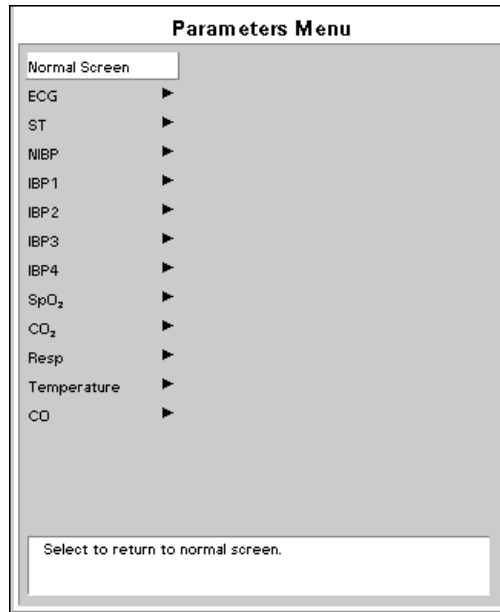 Parameters Menu
Normal Screen
ECG
ST
NIBP
IBP1
IBP2
IBP3
IBP4
SpO₂
CO₂
Resp
Temperature
CO
Select to return to normal screen.